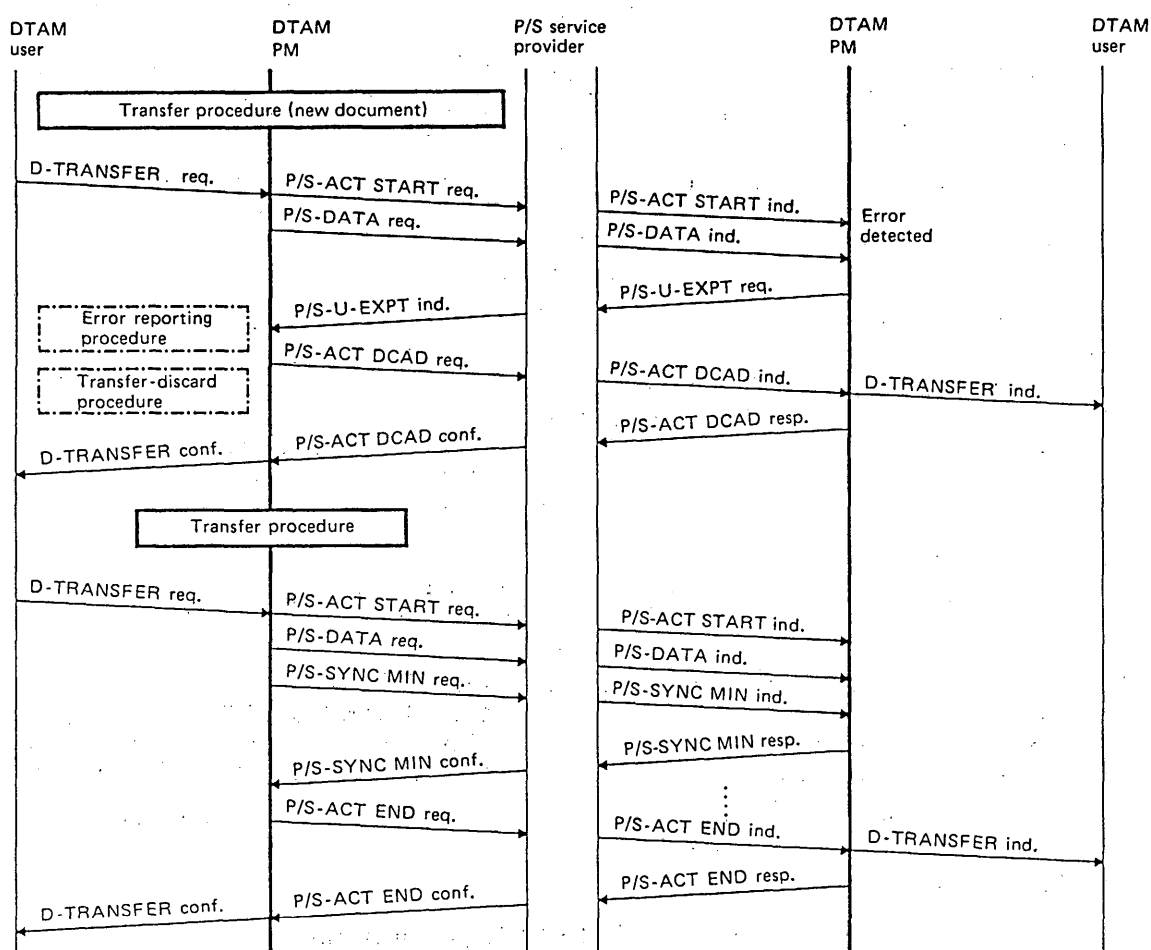 DTAM
user
DTAM
PM
P/S service
provider
DTAM
PM
DTAM
user
Transfer procedure (new document)
D-TRANSFER req.
P/S-ACT START req.
P/S-ACT START ind.
Error
detected
P/S-DATA req.
P/S-DATA ind.
P/S-U-EXPT req.
P/S-U-EXPT ind.
Error reporting
procedure
P/S-ACT DCAD req.
P/S-ACT DCAD ind.
D-TRANSFER ind.
Transfer-discard
procedure
P/S-ACT DCAD resp.
P/S-ACT DCAD conf.
D-TRANSFER conf.
Transfer procedure
D-TRANSFER req.
P/S-ACT START req.
P/S-ACT START ind.
P/S-DATA req.
P/S-DATA ind.
P/S-SYNC MIN req.
P/S-SYNC MIN ind.
P/S-SYNC MIN resp.
P/S-SYNC MIN conf.
P/S-ACT END req.
P/S-ACT END ind.
D-TRANSFER ind.
P/S-ACT END resp.
P/S-ACT END conf.
D-TRANSFER conf.